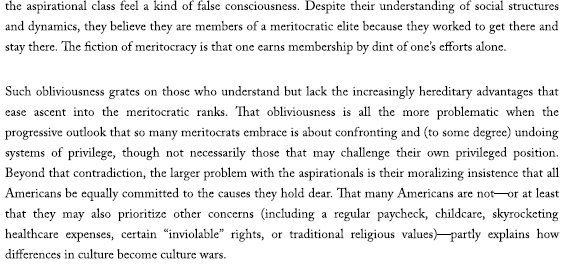 the aspirational class feel a kind of false consciousness. Despite their understanding of social structures
and dynamics, they believe they are members of a meritocratic elite because they worked to get there and
stay there. The fiction of meritocracy is that one earns membership by dint of one's efforts alone.
Such obliviousness grates on those who understand but lack the increasingly hereditary advantages that
ease ascent into the meritocratic ranks. That obliviousness is all the more problematic when the
progressive outlook that so many meritocrats embrace is about confronting and (to some degree) undoing
systems of privilege, though not necessarily those that may challenge their own privileged position.
Beyond that contradiction, the larger problem with the aspirationals is their moralizing insistence that all
Americans be equally committed to the causes they hold dear. That many Americans are not—or at least
that they may also prioritize other concerns (including a regular paycheck, childcare, skyrocketing
healthcare expenses, certain "inviolable" rights, or traditional religious values)—partly explains how
differences in culture become culture wars.